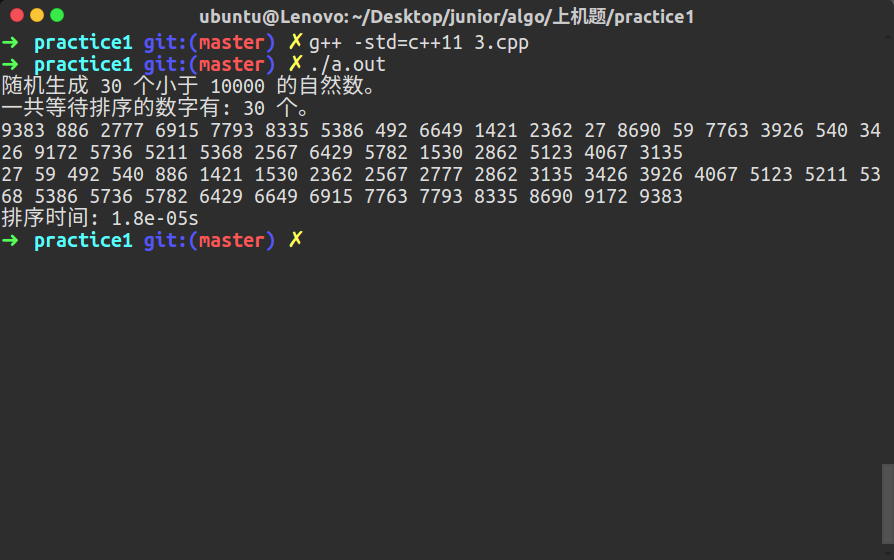 ubuntu@Lenovo: ~/Desktop/junior/algo/上机题/practice1
➜ practice1 git:(master) ✗ g++ -std=c++11 3.cpp
➜ practice1 git:(master) ✗ ./a.out
随机生成 30 个小于 10000 的自然数。
一共等待排序的数字有: 30 个。
9383 886 2777 6915 7793 8335 5386 492 6649 1421 2362 27 8690 59 7763 3926 540 34
26 9172 5736 5211 5368 2567 6429 5782 1530 2862 5123 4067 3135
27 59 492 540 886 1421 1530 2362 2567 2777 2862 3135 3426 3926 4067 5123 5211 53
68 5386 5736 5782 6429 6649 6915 7763 7793 8335 8690 9172 9383
排序时间: 1.8e-05s
➜ practice1 git:(master) ✗